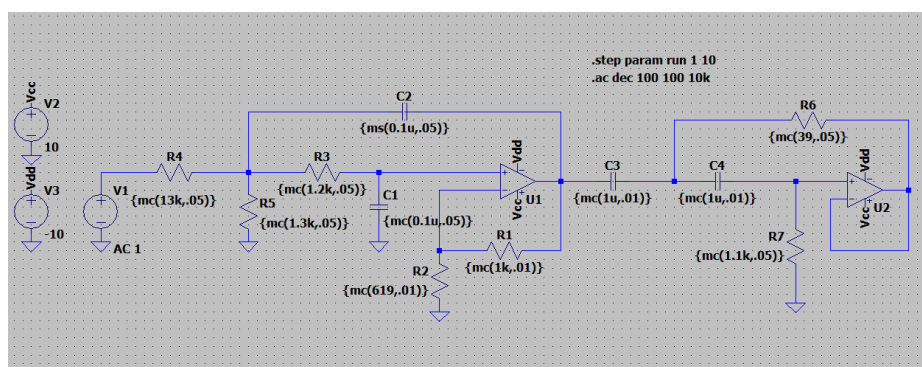 .step param run 1 10
.ac dec 100 100 10k
Vcc
V2
10
Vdd
V3
-10
V1
AC 1
R4
{mc(13k,.05)}
R5
{mc(1.3k,.05)}
R3
{mc(1.2k,.05)}
C2
{ms(0.1u,.05)}
C1
{mc(0.1u,.05)}
Vdd
Vcc
U1
R1
{mc(1k,.01)}
R2
{mc(619,.01)}
C3
{mc(1u,.01)}
C4
{mc(1u,.01)}
R6
{mc(39,.05)}
R7
{mc(1.1k,.05)}
Vdd
Vcc
U2